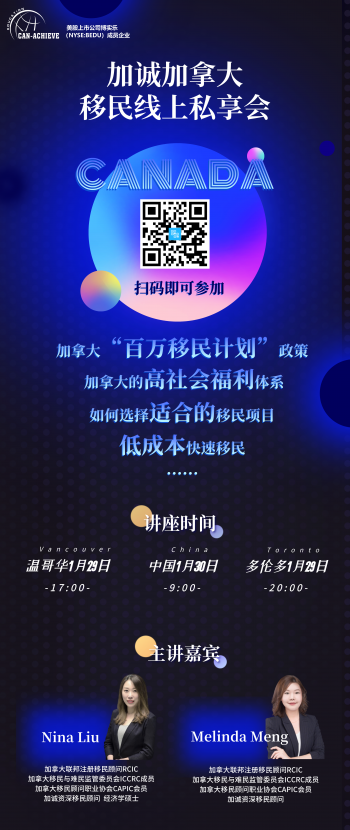 CAN-ACHIEVE
EDUCATION
美股上市公司博实乐
(NYSE:BEDU) 成员企业
加诚加拿大
移民线上私享会
CANADA
扫码即可参加
加拿大“百万移民计划”政策
加拿大的高社会福利体系
如何选择适合的移民项目
低成本快速移民
······
讲座时间
Vancouver
China
Toronto
温哥华1月29日
中国1月30日
多伦多1月29日
-17:00-
-9:00-
-20:00-
主讲嘉宾
Nina Liu
加拿大联邦注册移民顾问RCIC
加拿大移民与难民监管委员会ICCRC成员
加拿大移民顾问职业协会CAPIC会员
加诚资深移民顾问 经济学硕士
Melinda Meng
加拿大联邦注册移民顾问RCIC
加拿大移民与难民监管委员会ICCRC成员
加拿大移民顾问职业协会CAPIC会员
加诚资深移民顾问